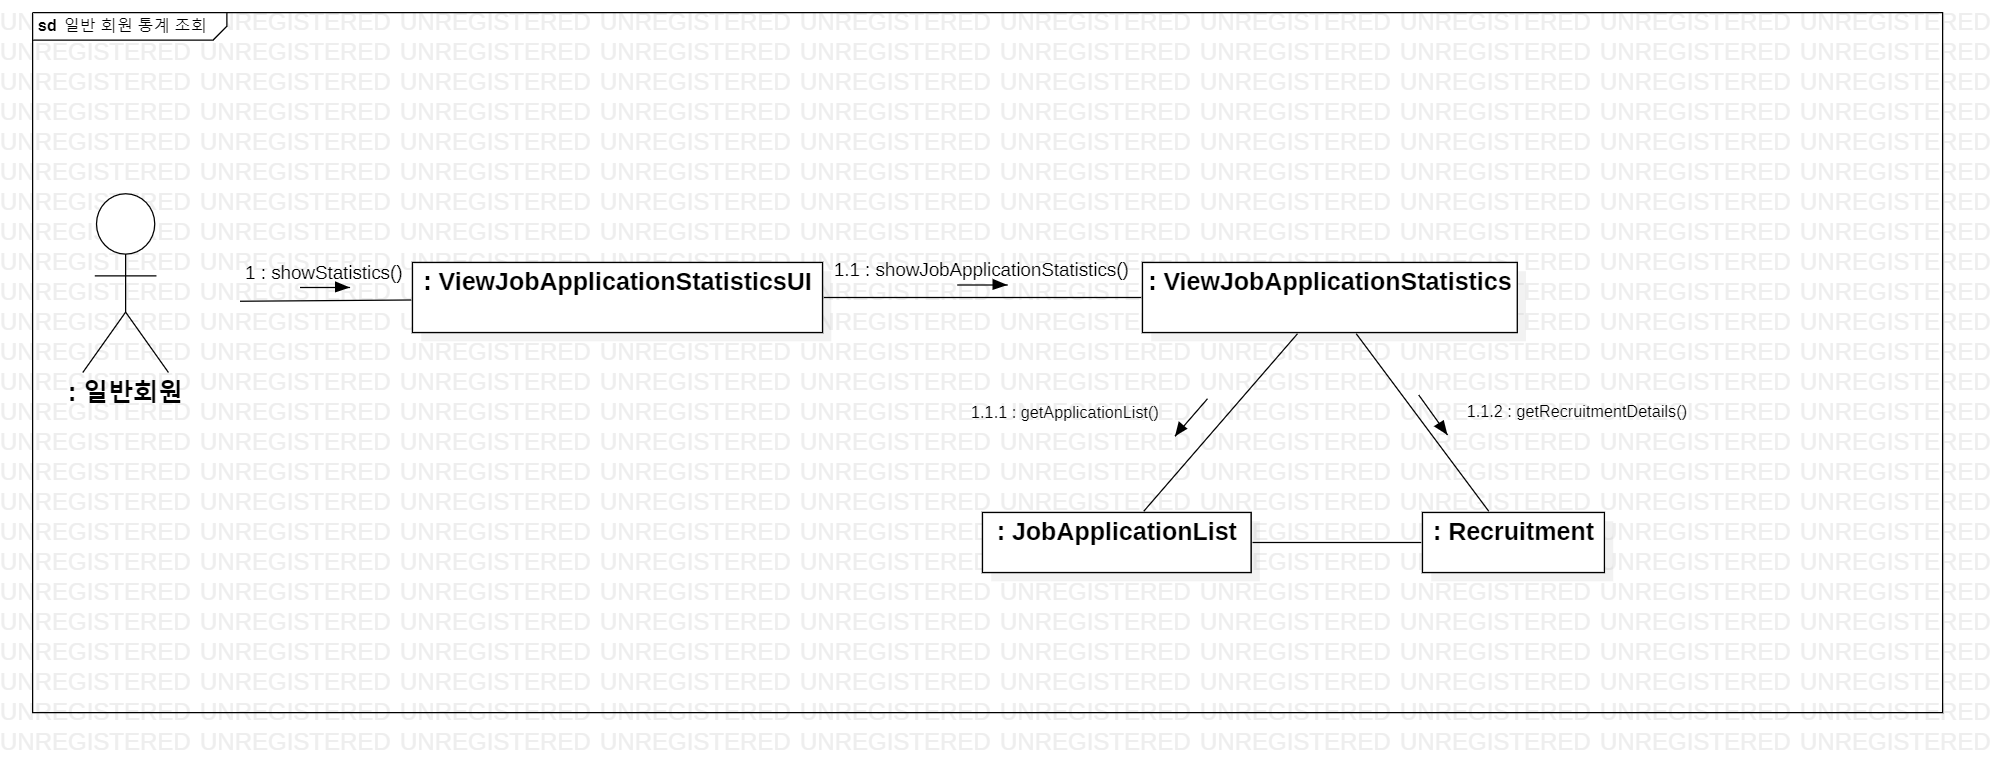 sd 일반 회원 통계 조회
1 : showStatistics()
: ViewJobApplicationStatisticsUI
1.1 : showJobApplicationStatistics()
: ViewJobApplicationStatistics
: 일반회원
1.1.1 : getApplicationList()
1.1.2 : getRecruitmentDetails()
: JobApplicationList
: Recruitment
UNREGISTERED